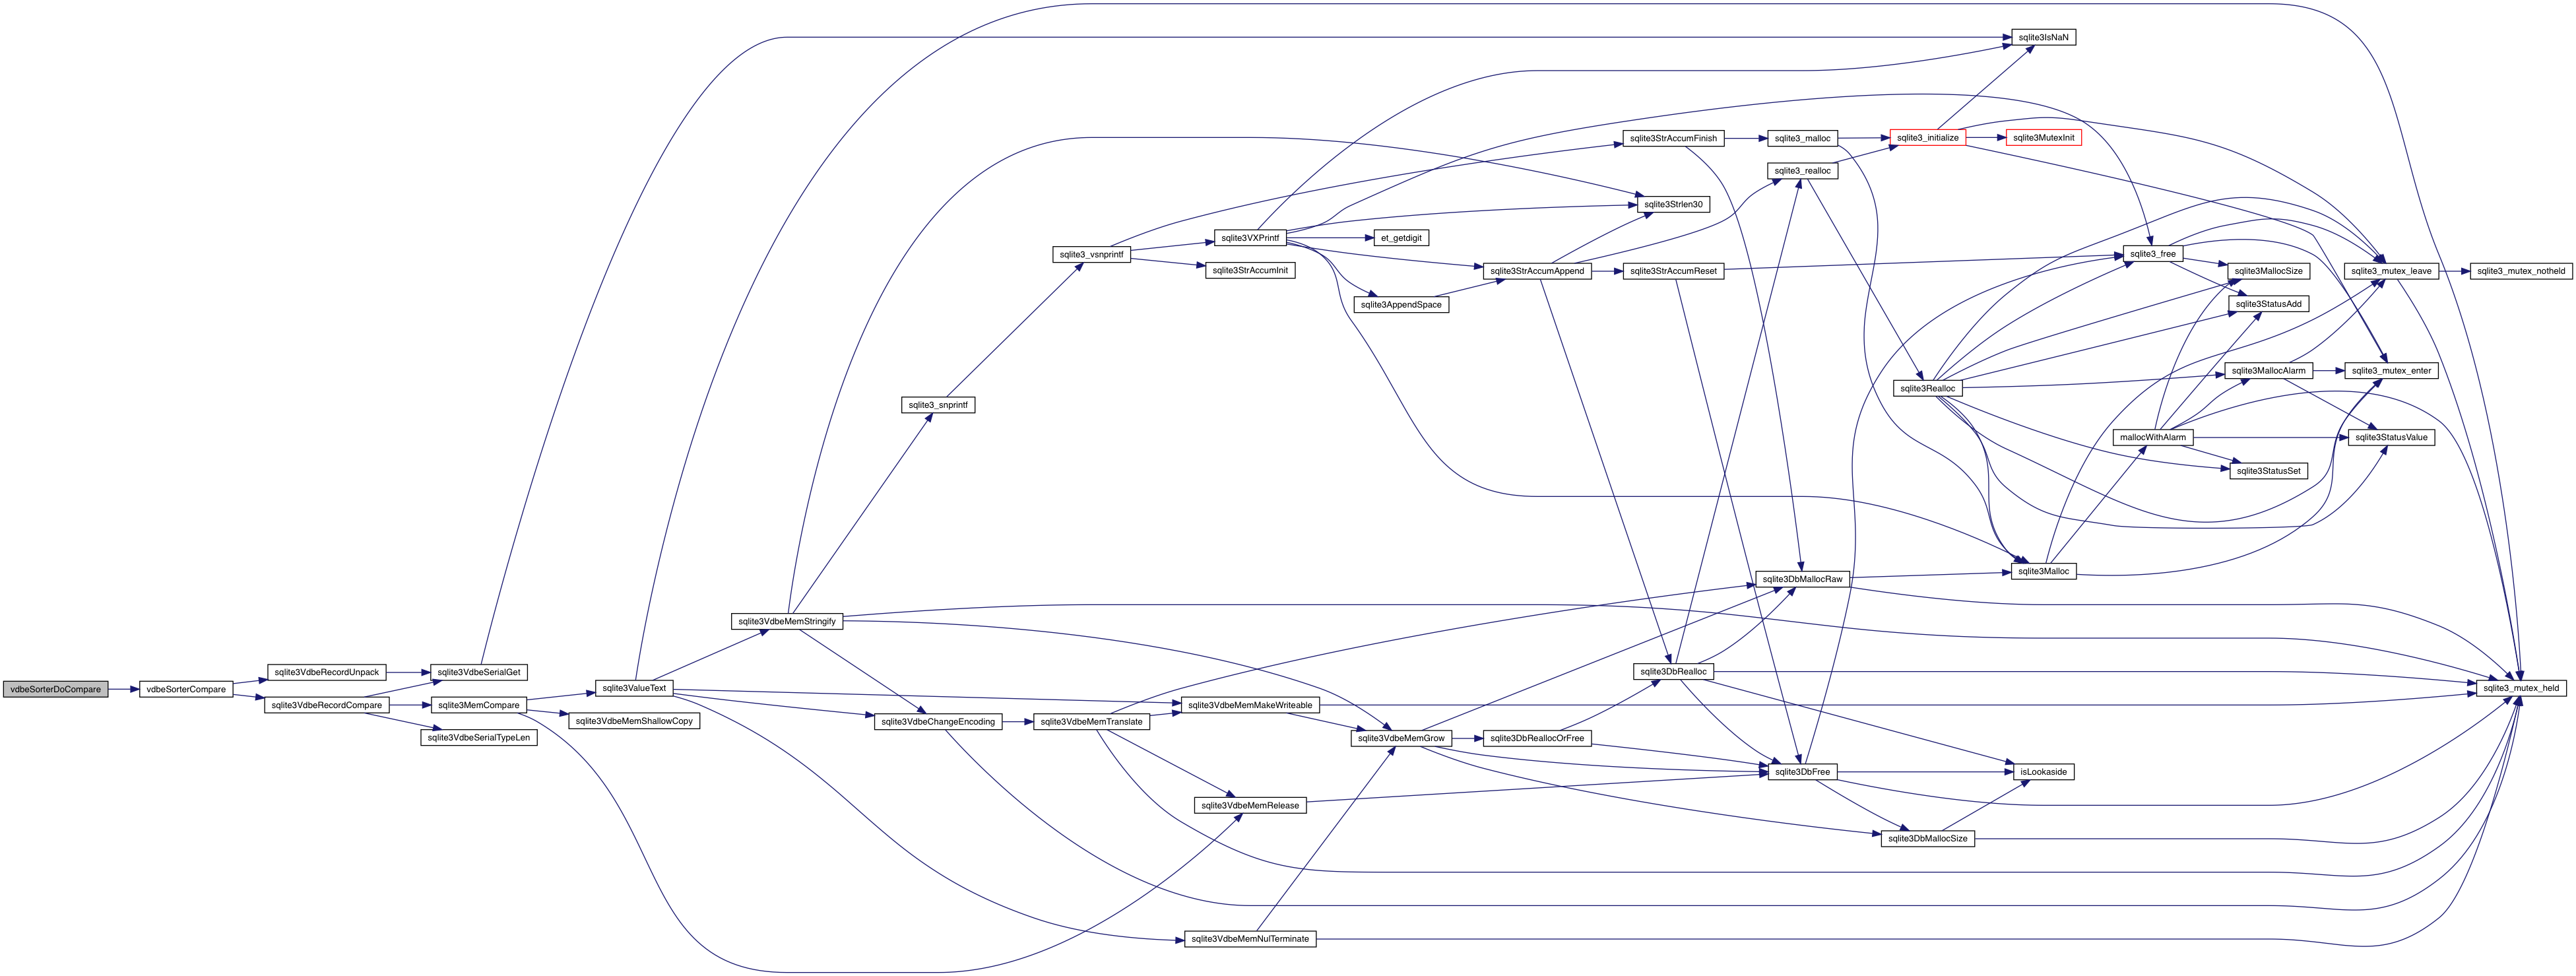 vdbeSorterDoCompare
vdbeSorterCompare
sqlite3VdbeRecordUnpack
sqlite3VdbeRecordCompare
sqlite3VdbeSerialGet
sqlite3MemCompare
sqlite3VdbeSerialTypeLen
sqlite3ValueText
sqlite3VdbeMemShallowCopy
sqlite3VdbeMemStringify
sqlite3_snprintf
sqlite3VdbeChangeEncoding
sqlite3_vsnprintf
sqlite3VdbeMemTranslate
sqlite3VXPrintf
sqlite3StrAccumInit
sqlite3VdbeMemMakeWriteable
sqlite3VdbeMemRelease
sqlite3VdbeMemNulTerminate
et_getdigit
sqlite3AppendSpace
sqlite3VdbeMemGrow
sqlite3StrAccumAppend
sqlite3DbReallocOrFree
sqlite3StrAccumFinish
sqlite3Strlen30
sqlite3StrAccumReset
sqlite3DbRealloc
sqlite3_malloc
sqlite3_realloc
sqlite3DbMallocRaw
sqlite3DbFree
sqlite3_initialize
sqlite3Realloc
sqlite3DbMallocSize
sqlite3IsNaN
sqlite3MutexInit
sqlite3Malloc
isLookaside
sqlite3_free
mallocWithAlarm
sqlite3MallocSize
sqlite3StatusAdd
sqlite3MallocAlarm
sqlite3StatusSet
sqlite3_mutex_leave
sqlite3_mutex_enter
sqlite3StatusValue
sqlite3_mutex_notheld
sqlite3_mutex_held